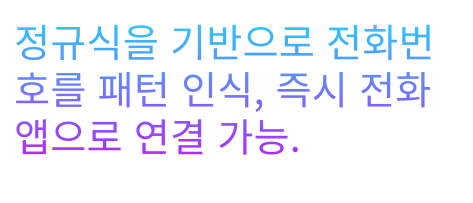 정규식을 기반으로 전화번
호를 패턴 인식, 즉시 전화
앱으로 연결 가능.